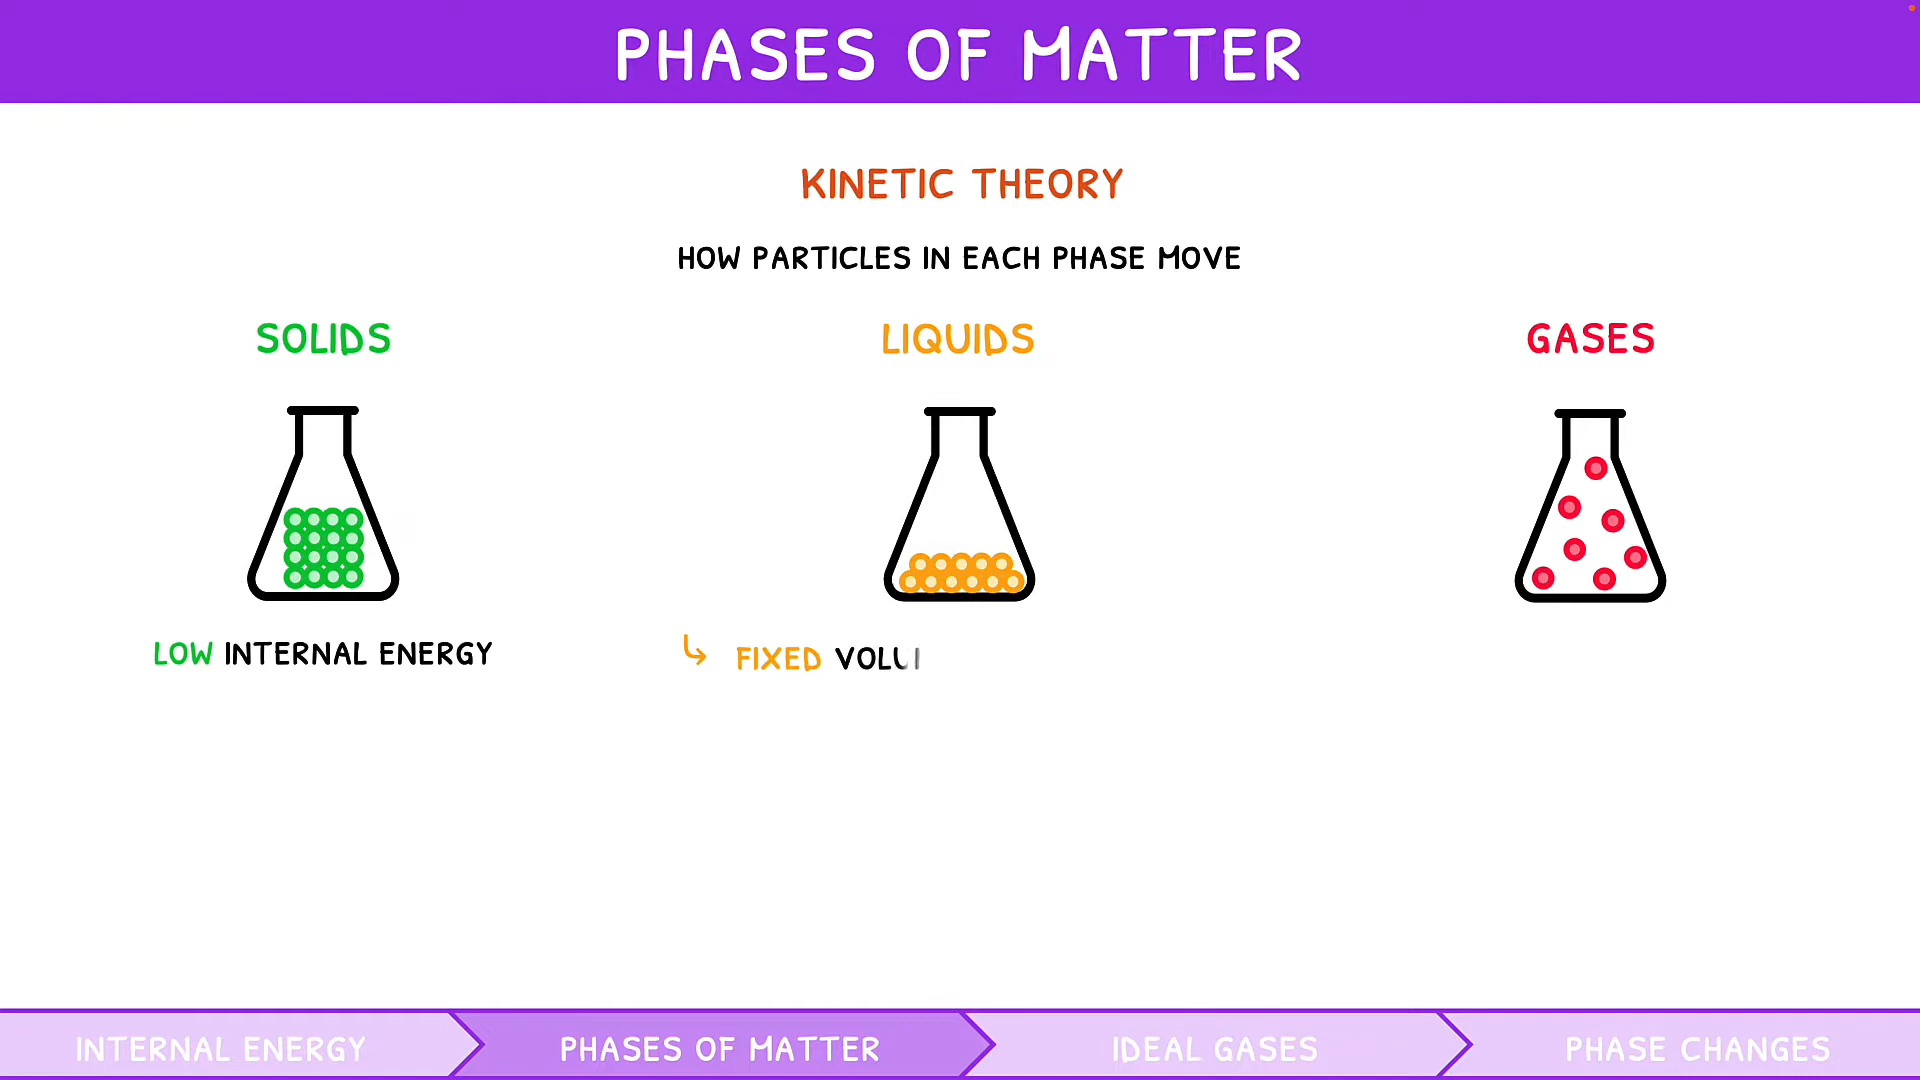 PHASES OF MATTER
KINETIC THEORY
HOW PARTICLES IN EACH PHASE MOVE
SOLIDS
LIQUIDS
GASES
LOW INTERNAL ENERGY
FIXED
INTERNAL ENERGY
PHASES OF MATTER
IDEAL GASES
PHASE CHANGES